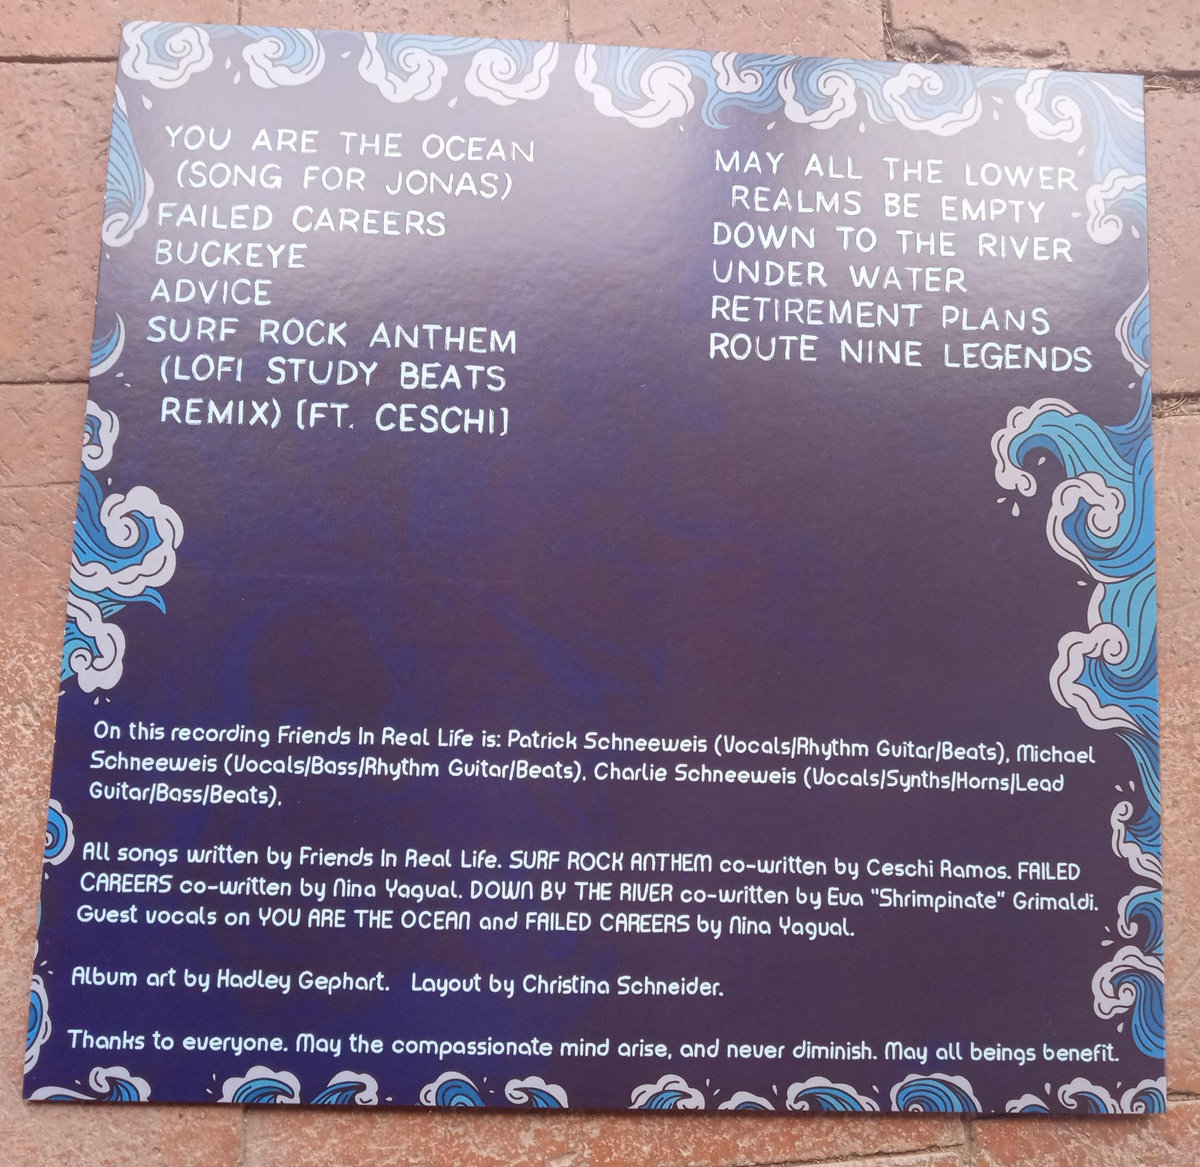 YOU ARE THE OCEAN
(SONG FOR JONAS)
FAILED CAREERS
BUCKEYE
ADVICE
SURF ROCK ANTHEM
(LOFI STUDY BEATS
REMIX) [FT. CESCHI]
MAY ALL THE LOWER
REALMS BE EMPTY
DOWN TO THE RIVER
UNDER WATER
RETIREMENT PLANS
ROUTE NINE LEGENDS
On this recording Friends In Real Life is: Patrick Schneeweis (Vocals/Rhythm Guitar/Beats), Michael
Schneeweis (Vocals/Bass/Rhythm Guitar/Beats). Charlie Schneeweis (Vocals/Synths/Horns/Lead
Guitar/Bass/Beats).
All songs written by Friends In Real Life. SURF ROCK ANTHEM co-written by Ceschi Ramos. FAILED
CAREERS co-written by Nina Yagual. DOWN BY THE RIVER co-written by Eva "Shrimpinate" Grimaldi.
Guest vocals on YOU ARE THE OCEAN and FAILED CAREERS by Nina Yagual.
Album art by Hadley Gephart. Layout by Christina Schneider.
Thanks to everyone. May the compassionate mind arise, and never diminish. May all beings benefit.